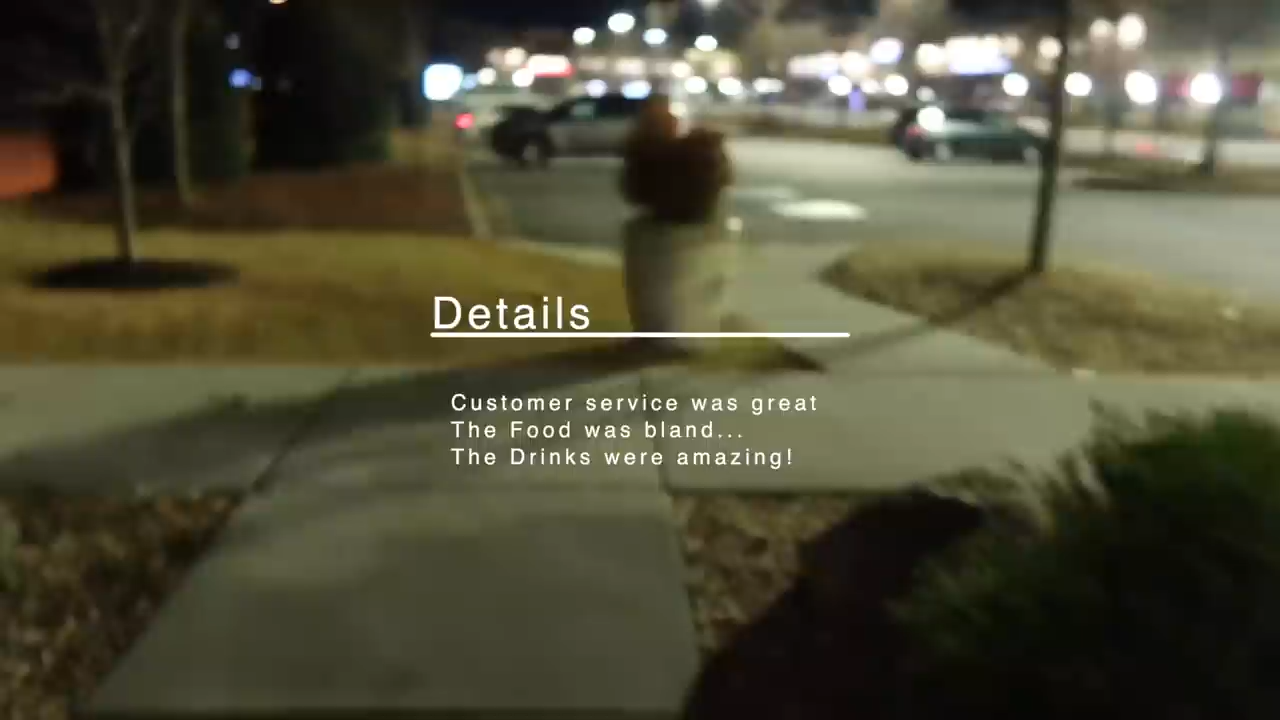 Details
Customer service was great
The Food was bland...
The Drinks were amazing!